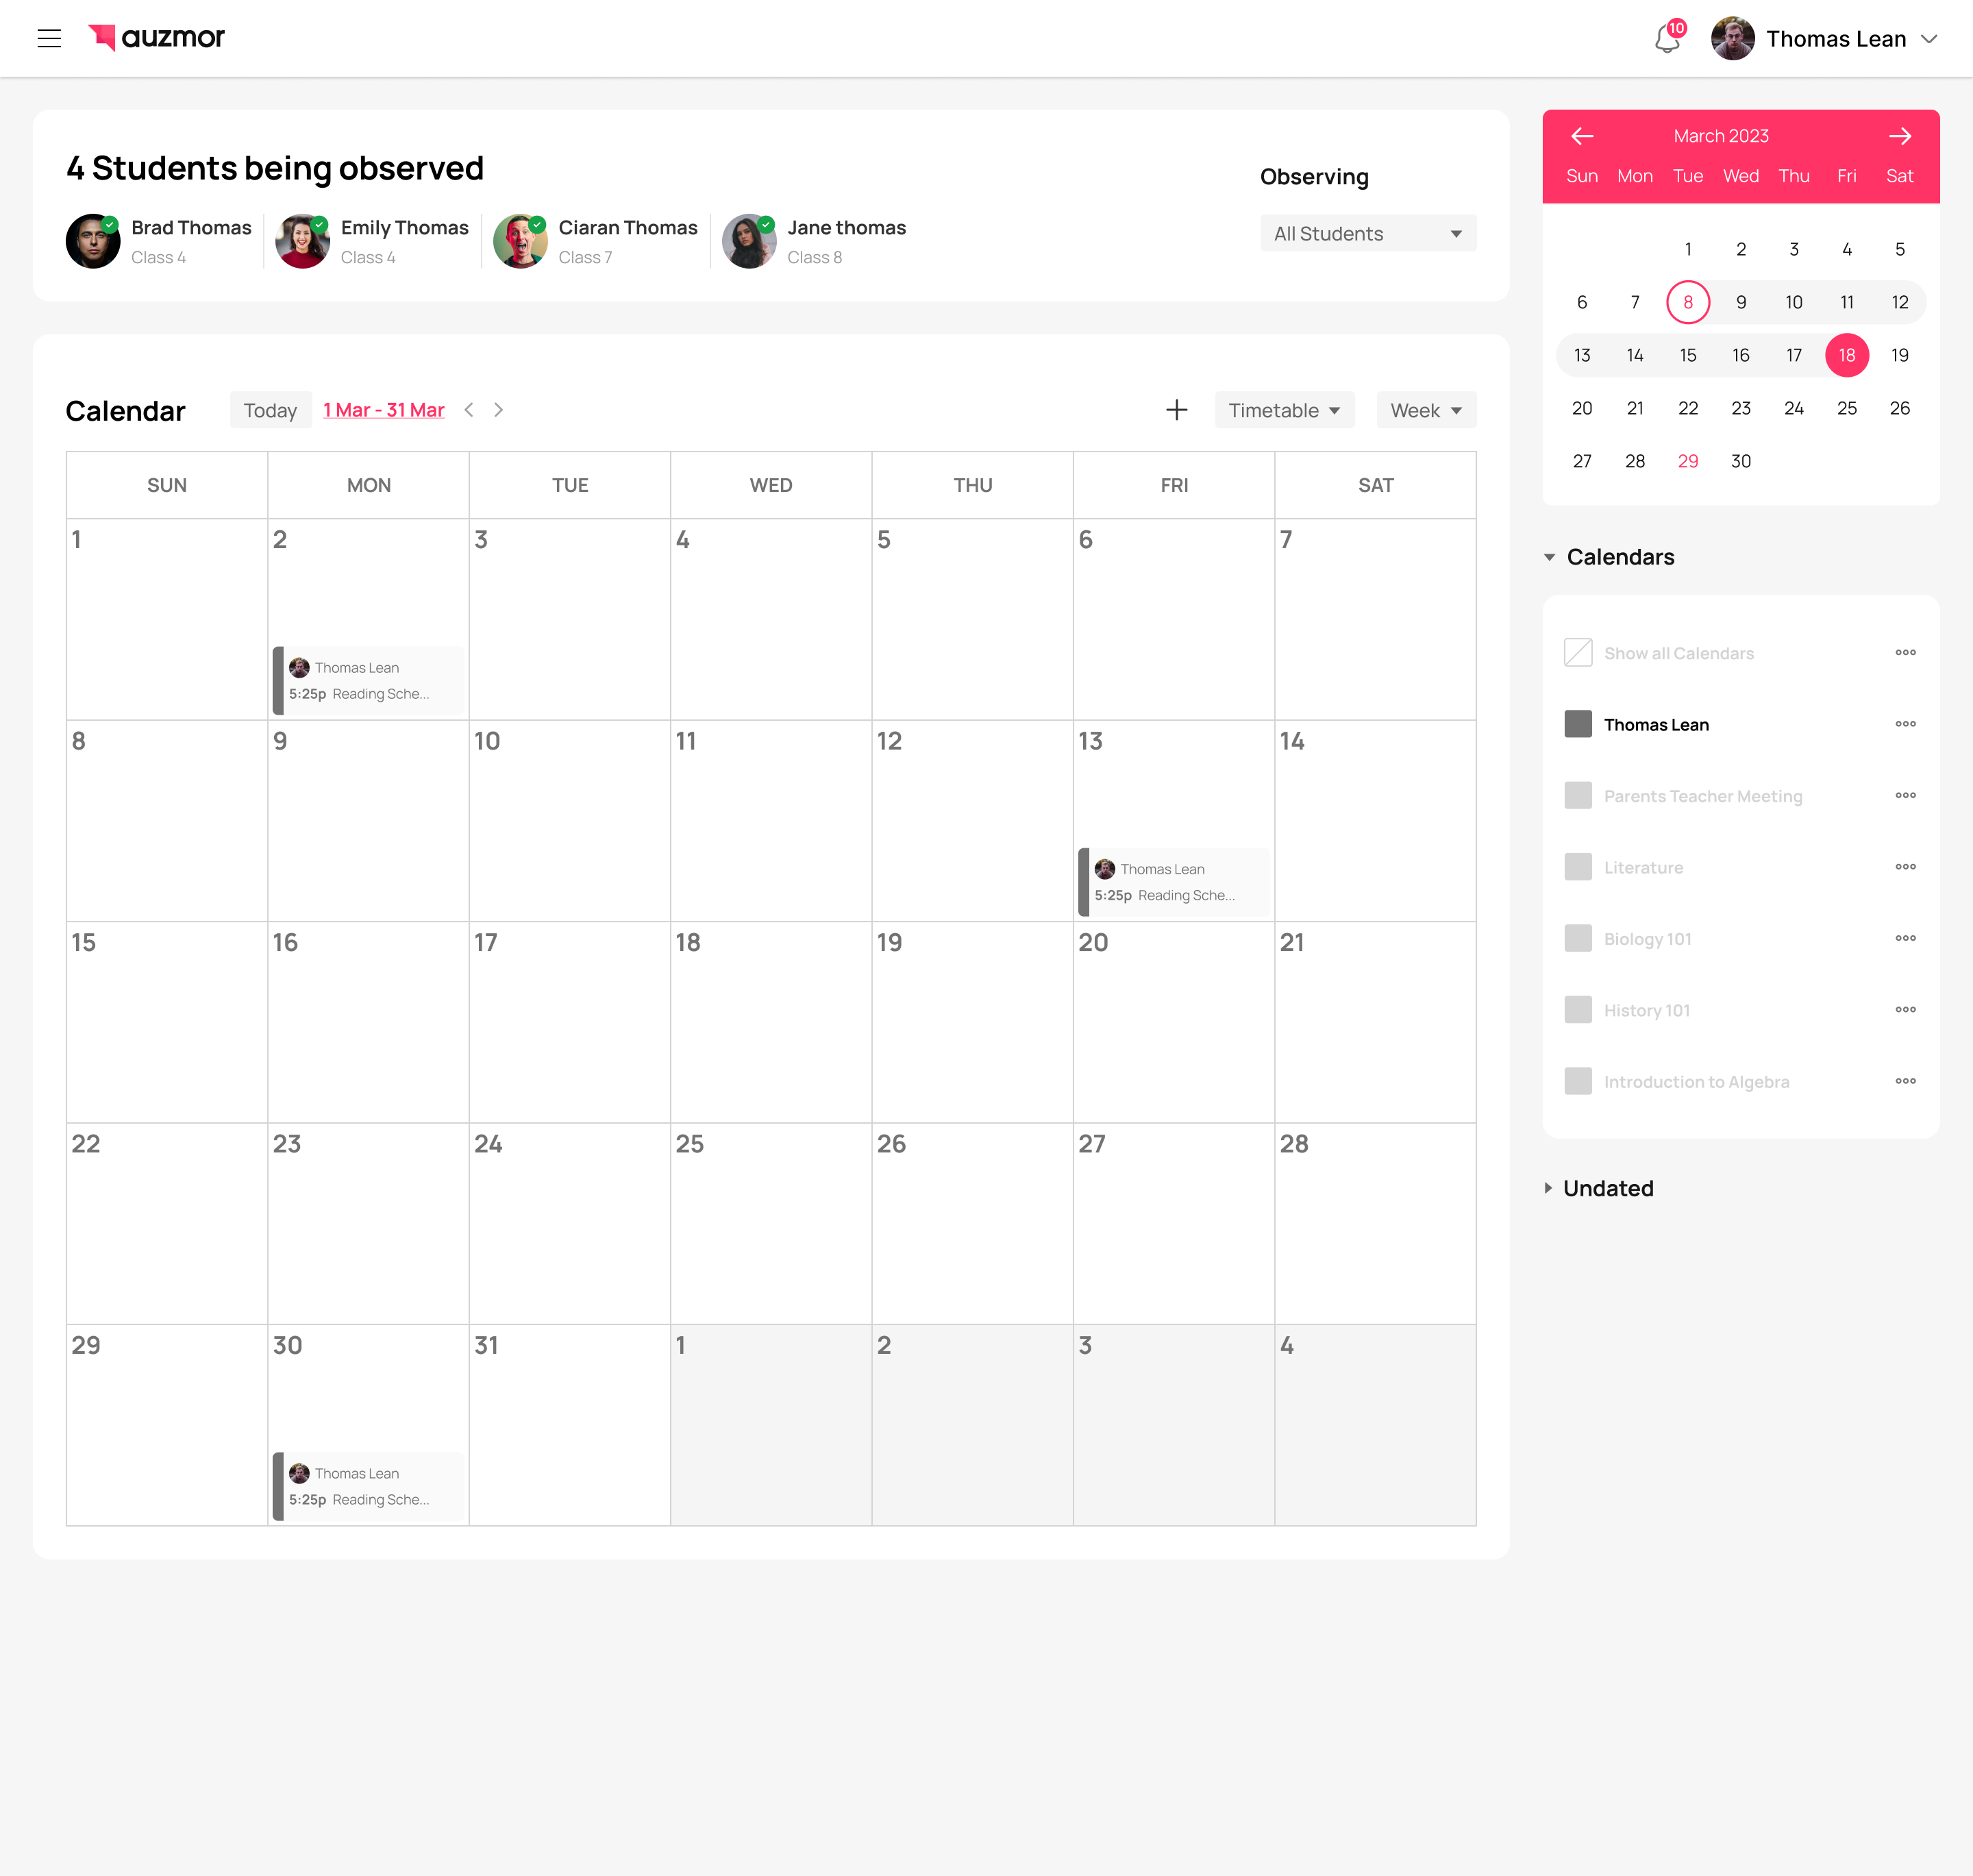 auzmor
10
Thomas Lean
4 Students being observed
Brad Thomas
Class 4
Emily Thomas
Class 4
Ciaran Thomas
Class 7
Jane thomas
Class 8
Observing
All Students
Calendar
Today
1 Mar - 31 Mar
Timetable
Week
SUN MON TUE WED THU FRI SAT
1 2 3 4 5 6 7
Thomas Lean
5:25p Reading Sche...
8 9 10 11 12 13 14
Thomas Lean
5:25p Reading Sche...
15 16 17 18 19 20 21
22 23 24 25 26 27 28
29 30 31 1 2 3 4
Thomas Lean
5:25p Reading Sche...
March 2023
Sun Mon Tue Wed Thu Fri Sat
1 2 3 4 5
6 7 8 9 10 11 12
13 14 15 16 17 18 19
20 21 22 23 24 25 26
27 28 29 30
Calendars
Show all Calendars
Thomas Lean
Parents Teacher Meeting
Literature
Biology 101
History 101
Introduction to Algebra
Undated